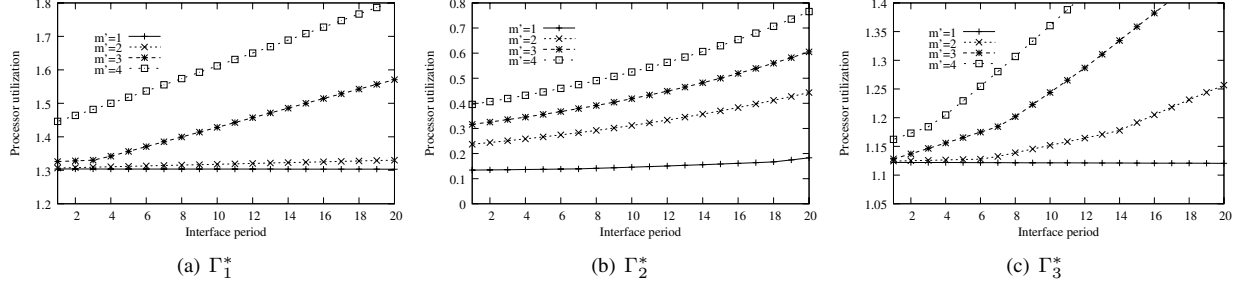 1.8
1.7
1.6
1.5
1.4
1.3
1.2
Processor utilization
m'=1
m'=2
m'=3
m'=4
2 4 6 8 10 12 14 16 18 20
Interface period
(a) Γ₁*
0.8
0.7
0.6
0.5
0.4
0.3
0.2
0.1
0
Processor utilization
m'=1
m'=2
m'=3
m'=4
2 4 6 8 10 12 14 16 18 20
Interface period
(b) Γ₂*
1.4
1.35
1.3
1.25
1.2
1.15
1.1
1.05
Processor utilization
m'=1
m'=2
m'=3
m'=4
2 4 6 8 10 12 14 16 18 20
Interface period
(c) Γ₃*